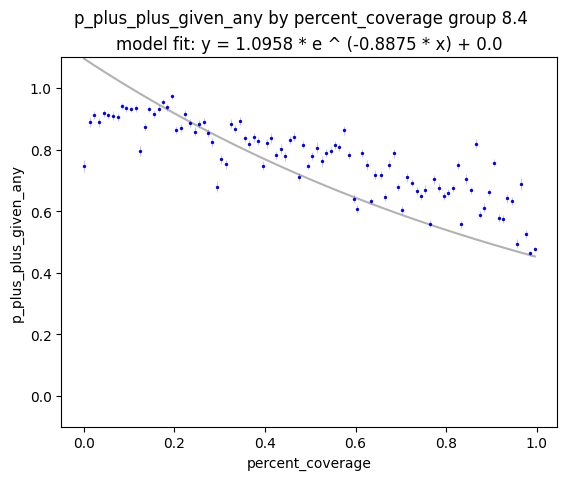 p_plus_plus_given_any by percent_coverage group 8.4
model fit: y = 1.0958 * e ^ (-0.8875 * x) + 0.0
1.0
0.8
0.6
0.4
0.2
0.0
p_plus_plus_given_any
0.0 0.2 0.4 0.6 0.8 1.0
percent_coverage